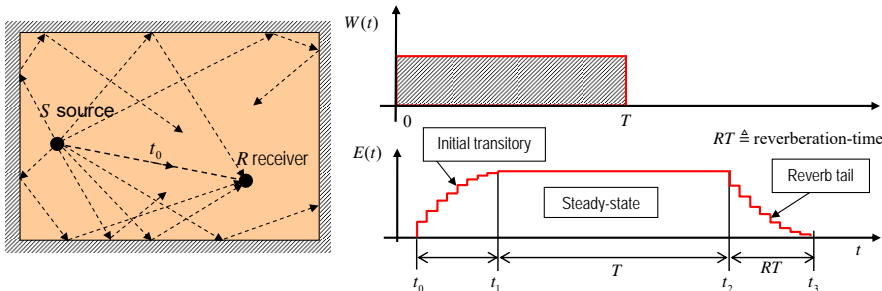 S source
t₀
R receiver
W(t)
0
T
RT ≜ reverberation-time
E(t)
Initial transitory
Steady-state
Reverb tail
t
T
RT
t₀
t₁
t₂
t₃